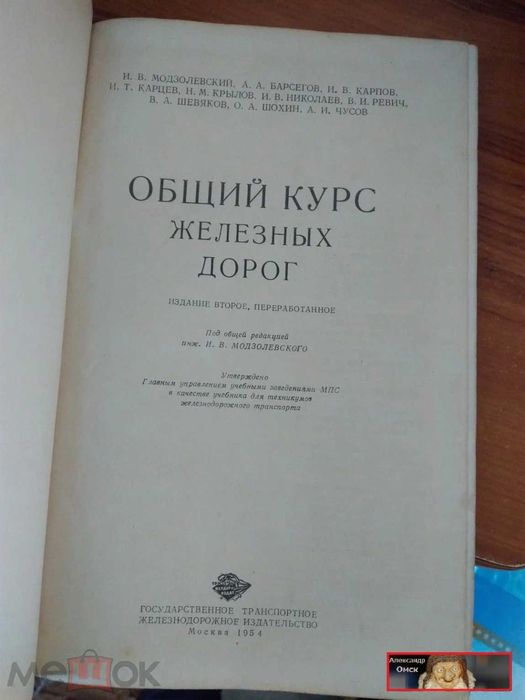 И. В. МОДЗОЛЕВСКИЙ, А. А. БАРСЕГОВ, И. В. КАРПОВ,
И. Т. КАРЦЕВ, Н. М. КРЫЛОВ, И. В. НИКОЛАЕВ, В. И. РЕВИЧ,
В. А. ШЕВЯКОВ, О. А. ШОХИН, А. И. ЧУСОВ
ОБЩИЙ КУРС
ЖЕЛЕЗНЫХ
ДОРОГ
ИЗДАНИЕ ВТОРОЕ, ПЕРЕРАБОТАННОЕ
Под общей редакцией
инж. И. В. МОДЗОЛЕВСКОГО
Утверждено
Главным управлением учебными заведениями МПС
в качестве учебника для техникумов
железнодорожного транспорта
ГОСУДАРСТВЕННОЕ ТРАНСПОРТНОЕ
ЖЕЛЕЗНОДОРОЖНОЕ ИЗДАТЕЛЬСТВО
Москва 1954
мешок
Александр
Омск